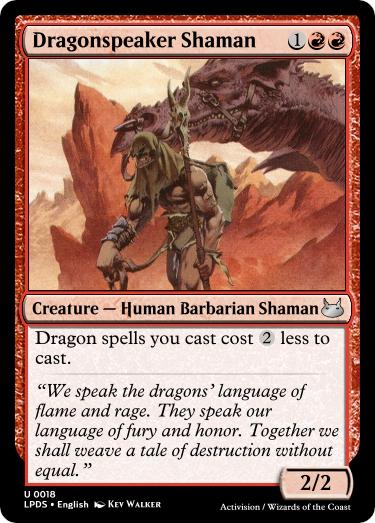 Dragonspeaker Shaman 1
Creature — Human Barbarian Shaman
Dragon spells you cast cost 2 less to
cast.
“We speak the dragons’ language of
flame and rage. They speak our
language of fury and honor. Together we
shall weave a tale of destruction without
equal.”
2/2
U 0018
LPDS • English Kev Walker
Activision / Wizards of the Coast